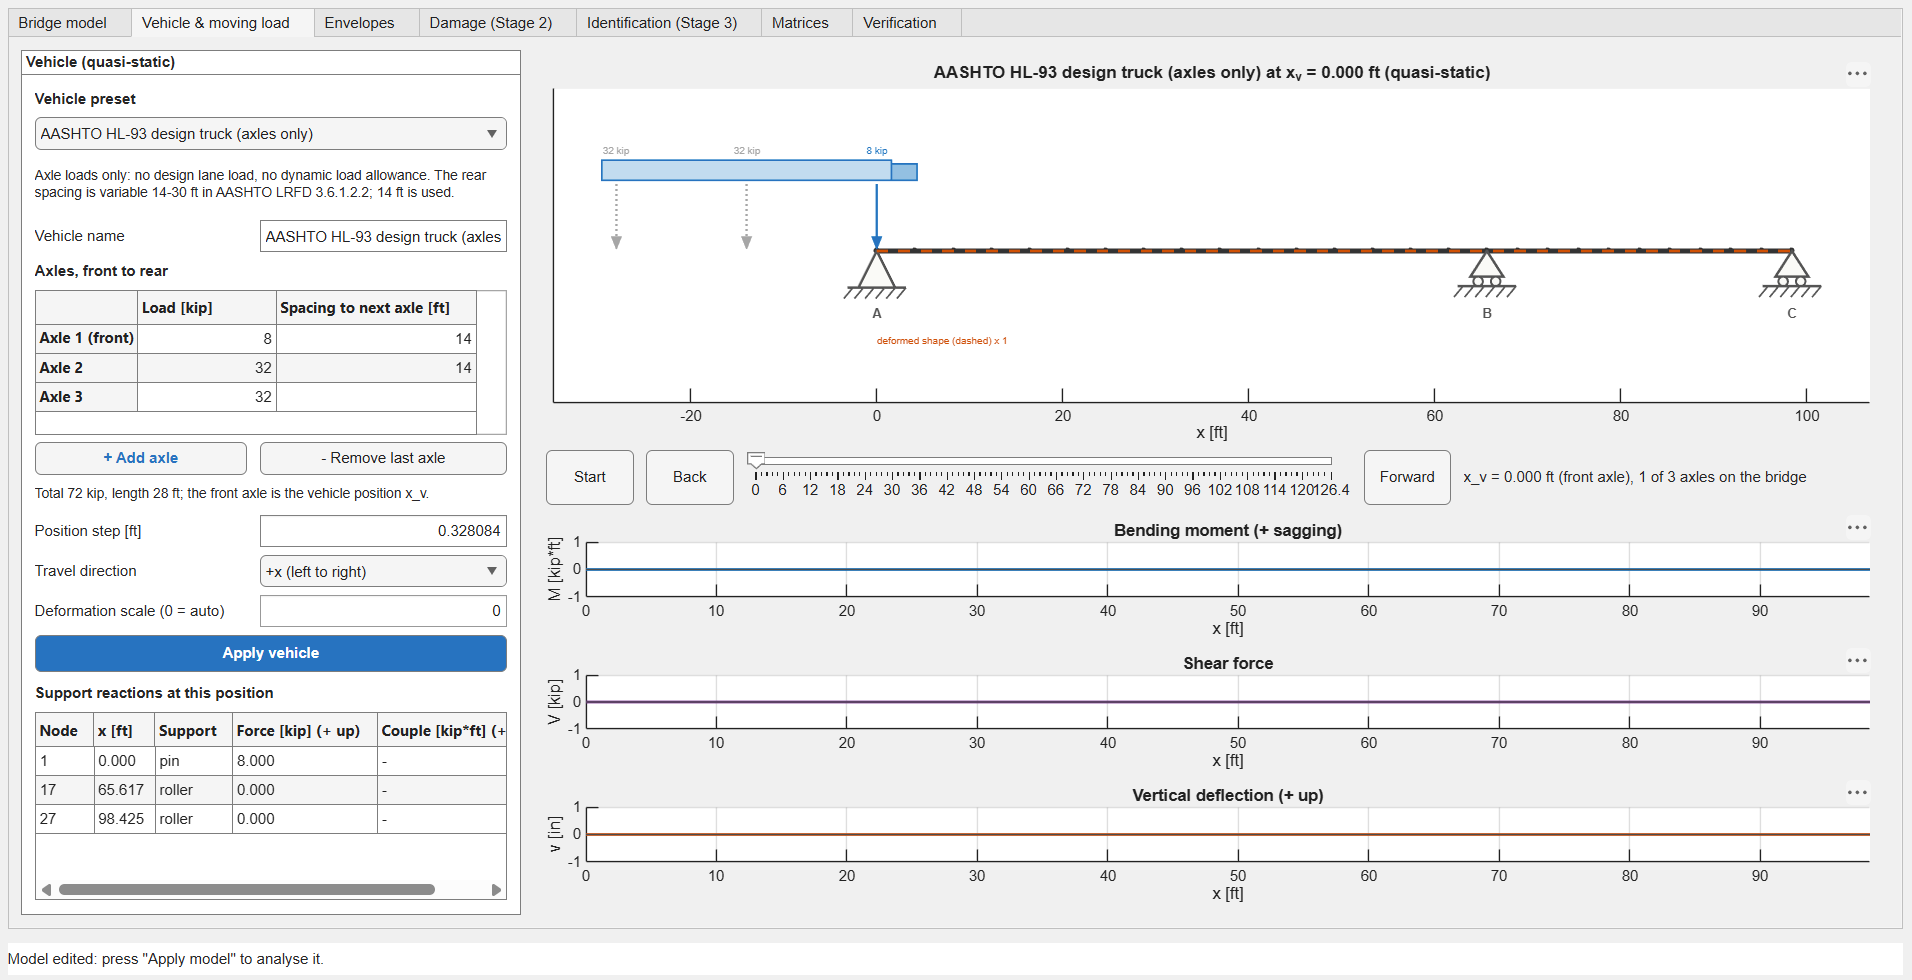 Bridge model
Vehicle & moving load
Envelopes
Damage (Stage 2)
Identification (Stage 3)
Matrices
Verification
Vehicle (quasi-static)
Vehicle preset
AASHTO HL-93 design truck (axles only)
Axle loads only: no design lane load, no dynamic load allowance. The rear
spacing is variable 14-30 ft in AASHTO LRFD 3.6.1.2.2; 14 ft is used.
Vehicle name
AASHTO HL-93 design truck (axles
Axles, front to rear
Load [kip] Spacing to next axle [ft]
Axle 1 (front) 8 14
Axle 2 32 14
Axle 3 32
+ Add axle
- Remove last axle
Total 72 kip, length 28 ft; the front axle is the vehicle position x_v.
Position step [ft] 0.328084
Travel direction +x (left to right)
Deformation scale (0 = auto) 0
Apply vehicle
Support reactions at this position
Node x [ft] Support Force [kip] (+ up) Couple [kip*ft] (+
1 0.000 pin 8.000 -
17 65.617 roller 0.000 -
27 98.425 roller 0.000 -
AASHTO HL-93 design truck (axles only) at xv = 0.000 ft (quasi-static)
32 kip 32 kip 8 kip
A B C
deformed shape (dashed) x 1
-20 0 20 40 60 80 100
x [ft]
Start
Back
0 6 12 18 24 30 36 42 48 54 60 66 72 78 84 90 96 102 108 114 120 126.4
Forward
x_v = 0.000 ft (front axle), 1 of 3 axles on the bridge
Bending moment (+ sagging)
M [kip*ft]
1
0
-1
0 10 20 30 40 50 60 70 80 90
x [ft]
Shear force
V [kip]
1
0
-1
0 10 20 30 40 50 60 70 80 90
x [ft]
Vertical deflection (+ up)
v [in]
1
0
-1
0 10 20 30 40 50 60 70 80 90
x [ft]
Model edited: press "Apply model" to analyse it.